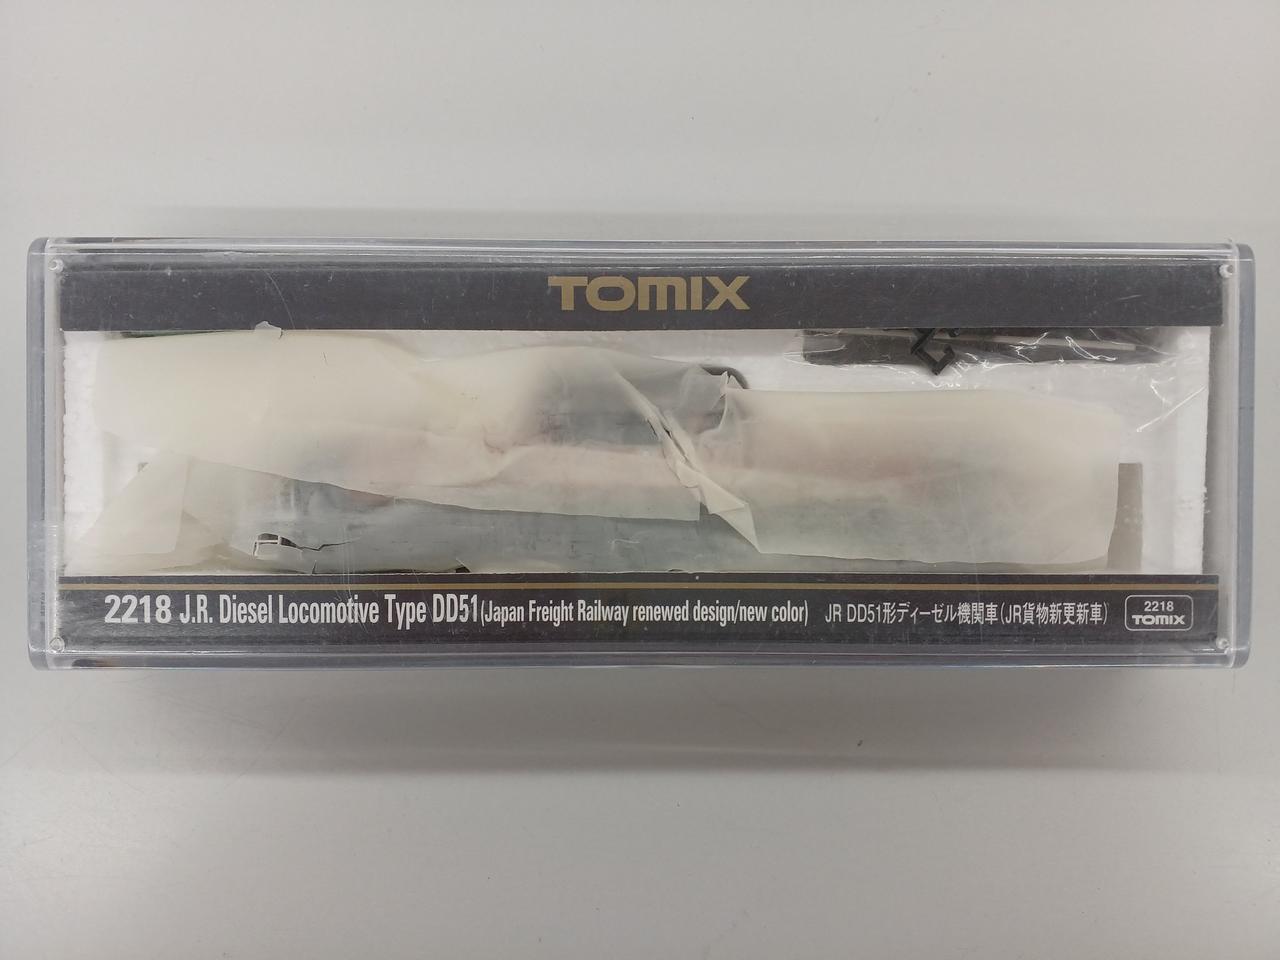 TOMIX
2218 J.R. Diesel Locomotive Type DD51(Japan Freight Railway renewed design/new color) JR DD51形ディーゼル機関車(JR貨物新更新車)
2218
TOMIX